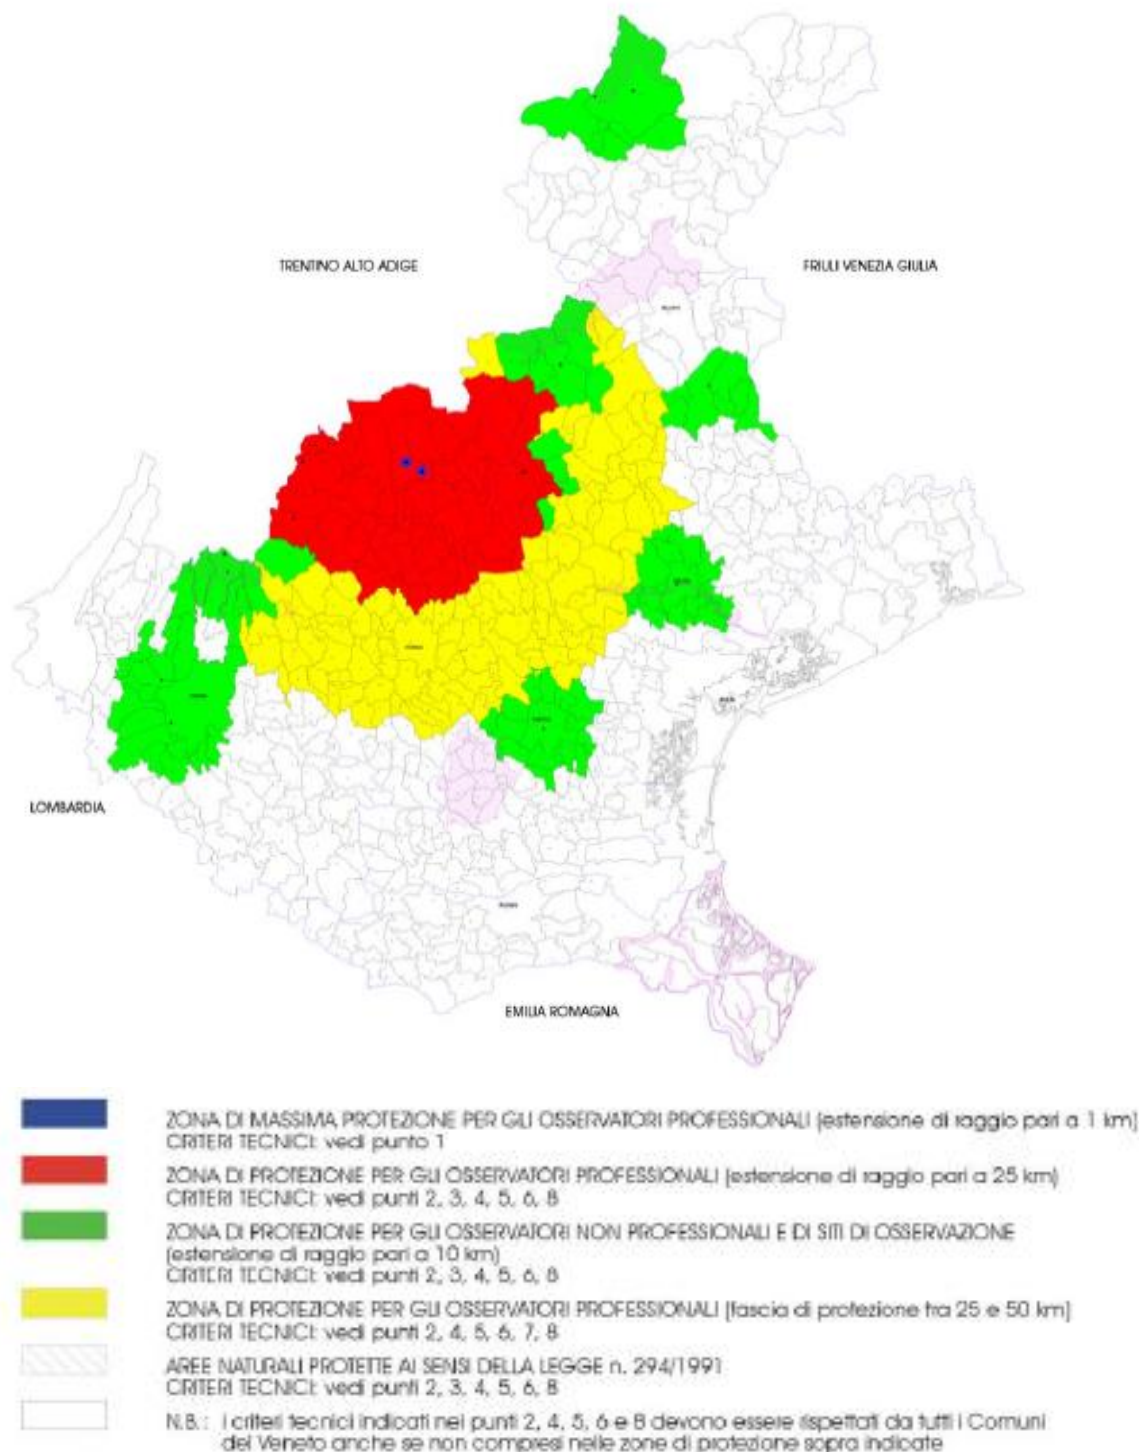 TRENTINO ALTO ADIGE
FRIULI VENEZIA GIULIA
LOMBARDIA
EMILIA ROMAGNA
ZONA DI MASSIMA PROTEZIONE PER GLI OSSERVATORI PROFESSIONALI (estensione di raggio pari a 1 km)
CRITERI TECNICI: vedi punto 1
ZONA DI PROTEZIONE PER GLI OSSERVATORI PROFESSIONALI (estensione di raggio pari a 25 km)
CRITERI TECNICI: vedi punti 2, 3, 4, 5, 6, 8
ZONA DI PROTEZIONE PER GLI OSSERVATORI NON PROFESSIONALI E DI SITI DI OSSERVAZIONE
(estensione di raggio pari a 10 km)
CRITERI TECNICI: vedi punti 2, 3, 4, 5, 6, 8
ZONA DI PROTEZIONE PER GLI OSSERVATORI PROFESSIONALI (fascia di protezione tra 25 e 50 km)
CRITERI TECNICI: vedi punti 2, 4, 5, 6, 7, 8
AREE NATURALI PROTETTE AI SENSI DELLA LEGGE n. 294/1991
CRITERI TECNICI: vedi punti 2, 3, 4, 5, 6, 8
N.B.: i criteri tecnici indicati nei punti 2, 4, 5, 6 e 8 devono essere rispettati da tutti i Comuni
del Veneto anche se non compresi nelle zone di protezione sopra indicate